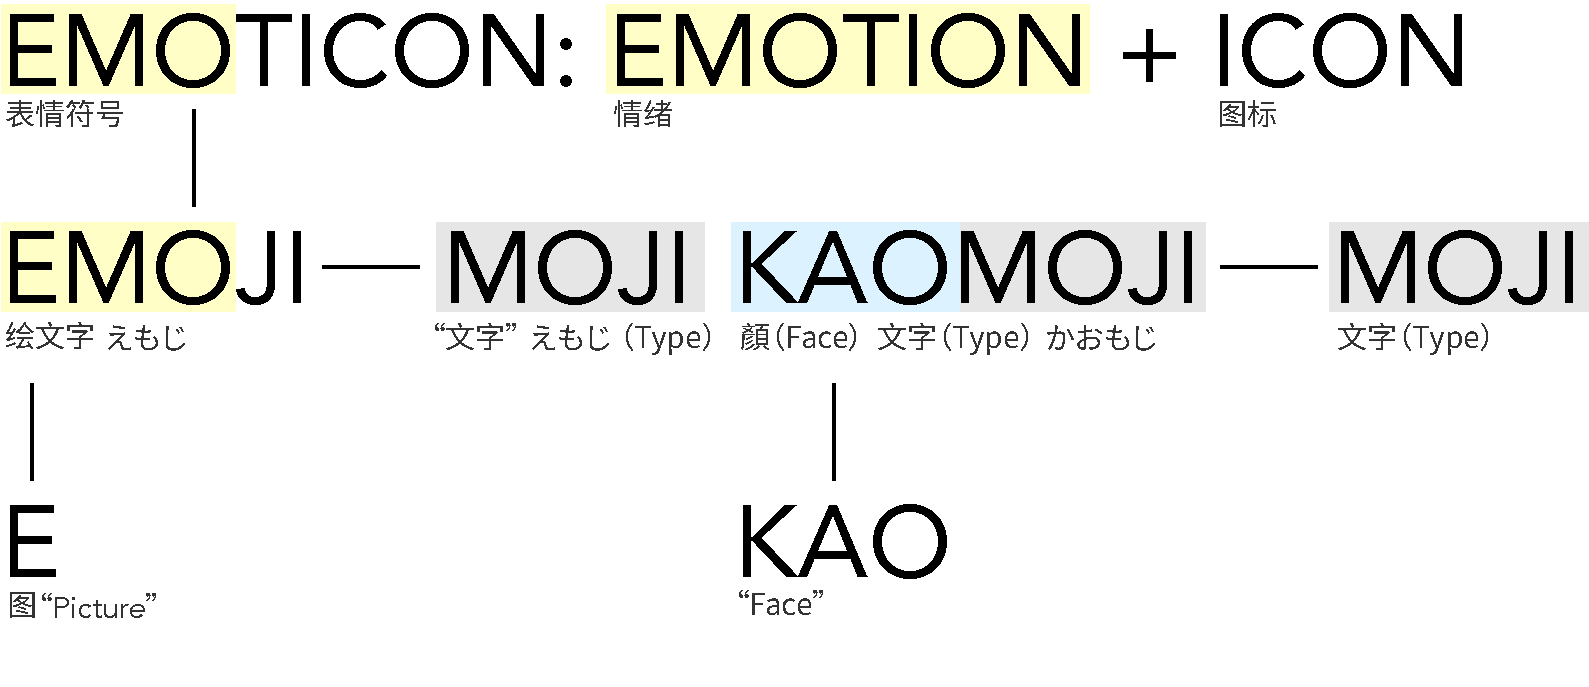 EMOTICON: EMOTION + ICON
表情符号 情绪 图标
EMOJI — MOJI KAOMOJI — MOJI
绘文字 えもじ “文字” えもじ（Type） 顏（Face） 文字（Type） かおもじ 文字（Type）
E KAO
图“Picture” “Face”